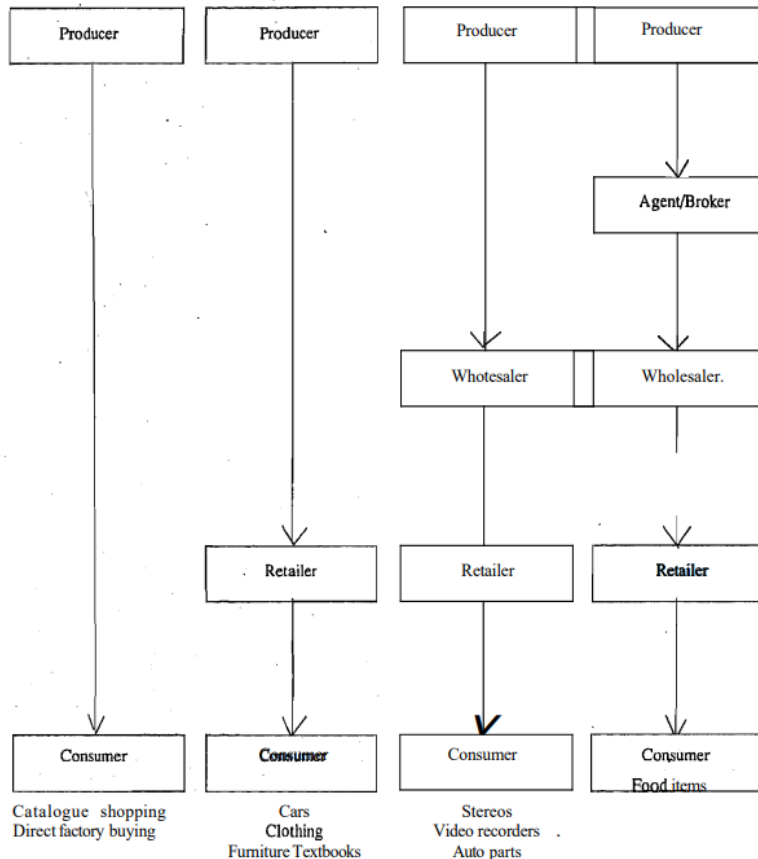 Producer
Producer
Producer
Producer
Agent/Broker
Whotesaler
Wholesaler.
Retailer
Retailer
Retailer
Consumer
Consumer
Consumer
Consumer
Food items
Catalogue shopping
Direct factory buying
Cars
Clothing
Furniture Textbooks
Stereos
Video recorders .
Auto parts